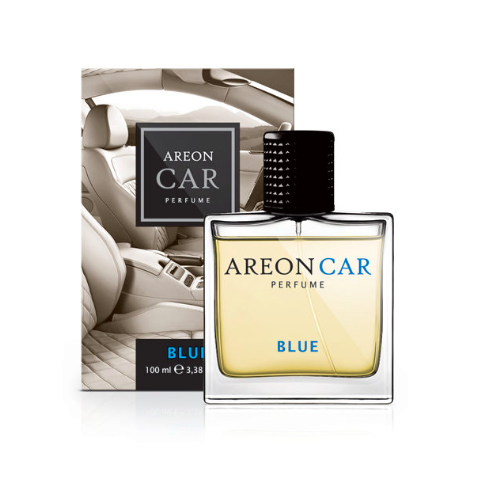 AREON
CAR
PERFUME
BLUE
100 ml ℮ 3,38
AREON CAR
PERFUME
BLUE